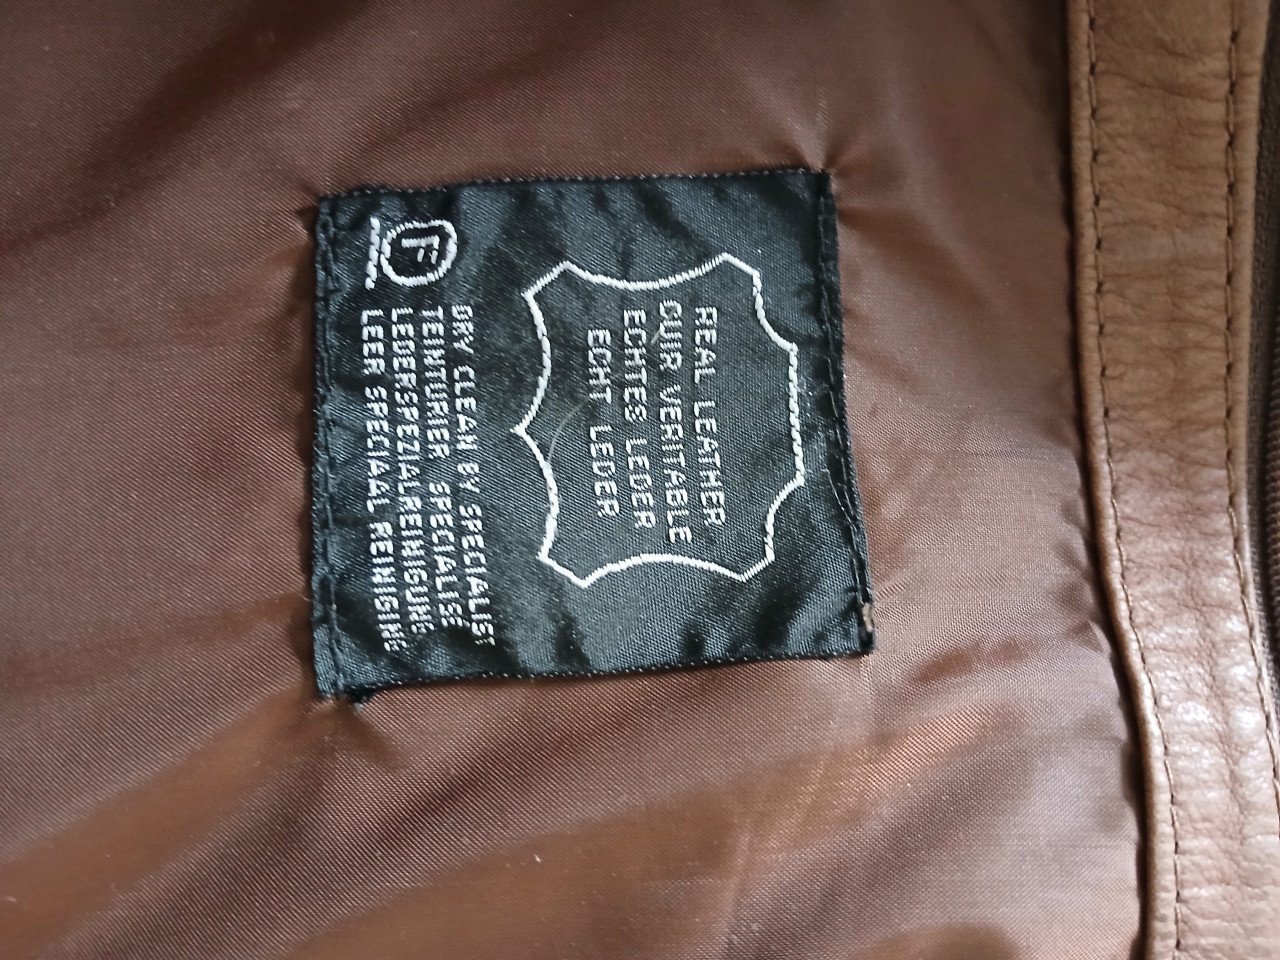 REAL LEATHER
CUIR VERITABLE
ECHTES LEDER
ECHT LEDER
DRY CLEAN BY SPECIALIST
TEINTURIER SPECIALISE
LEDERSPEZIALREINIGUNG
LEER SPECIAAL REINIGING
F